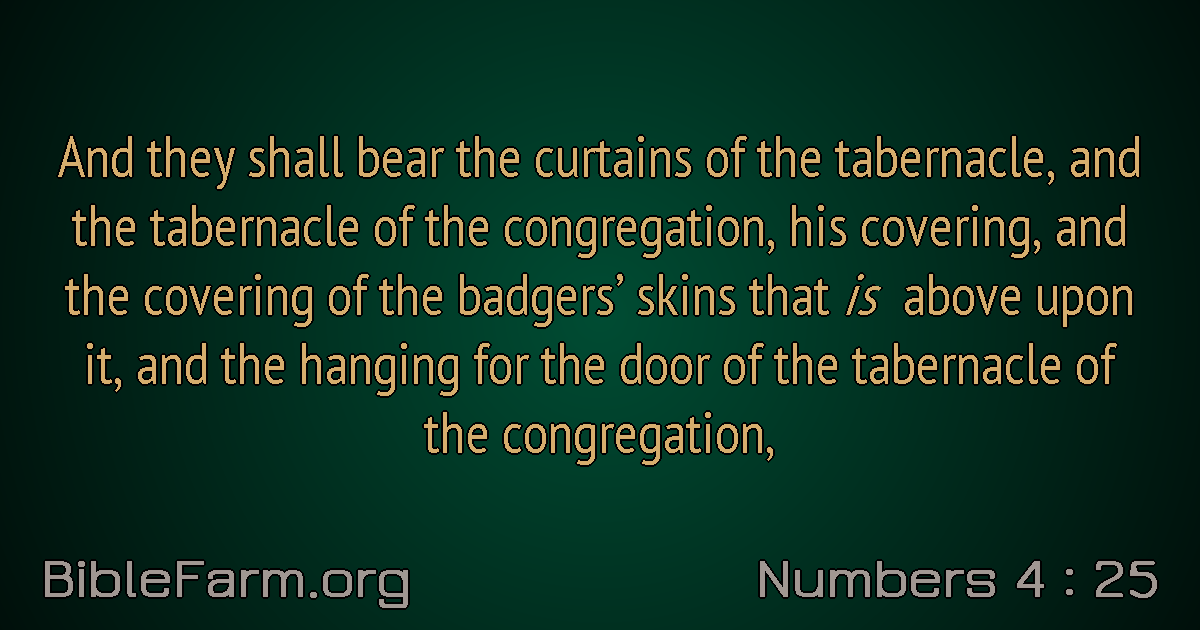 And they shall bear the curtains of the tabernacle, and
the tabernacle of the congregation, his covering, and
the covering of the badgers’ skins that is above upon
it, and the hanging for the door of the tabernacle of
the congregation,
BibleFarm.org
Numbers 4 : 25